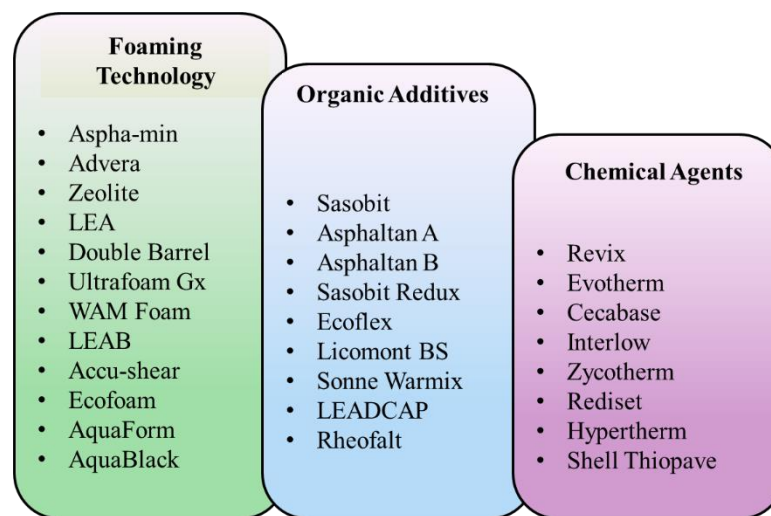 Foaming
Technology
• Aspha-min
• Advera
• Zeolite
• LEA
• Double Barrel
• Ultrafoam Gx
• WAM Foam
• LEAB
• Accu-shear
• Ecofoam
• AquaForm
• AquaBlack
Organic Additives
• Sasobit
• Asphaltan A
• Asphaltan B
• Sasobit Redux
• Ecoflex
• Licomont BS
• Sonne Warmix
• LEADCAP
• Rheofalt
Chemical Agents
• Revix
• Evotherm
• Cecabase
• Interlow
• Zycotherm
• Rediset
• Hypertherm
• Shell Thiopave